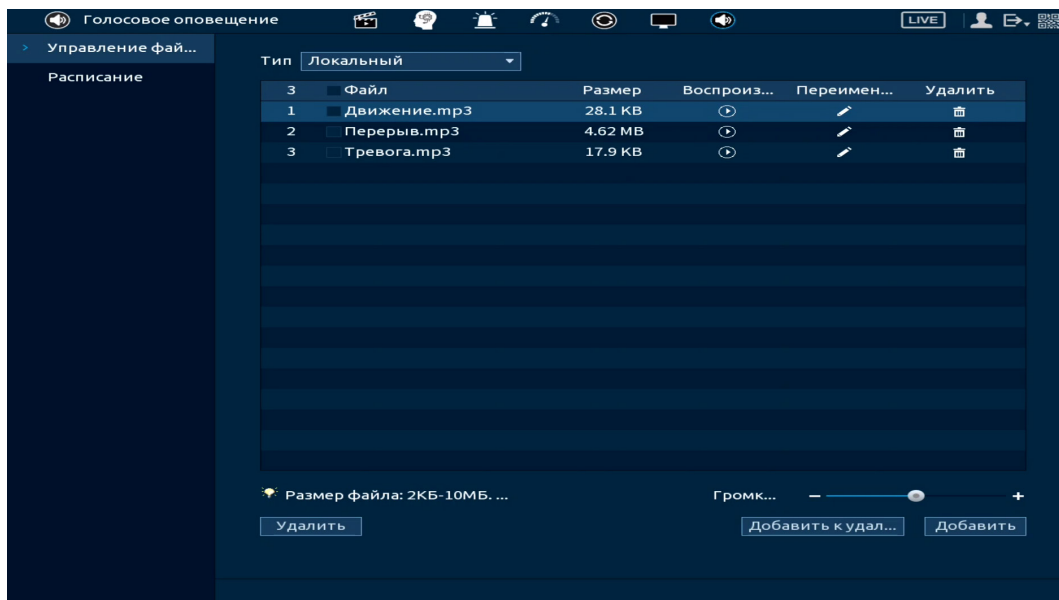 Голосовое оповещение LIVE
Управление фай...
Расписание
Тип Локальный
3 Файл Размер Воспроиз... Переимен... Удалить
1 Движение.mp3 28.1 KB
2 Перерыв.mp3 4.62 MB
3 Тревога.mp3 17.9 KB
Размер файла: 2КБ-10МБ. ... Громк...
Удалить Добавить к удал... Добавить